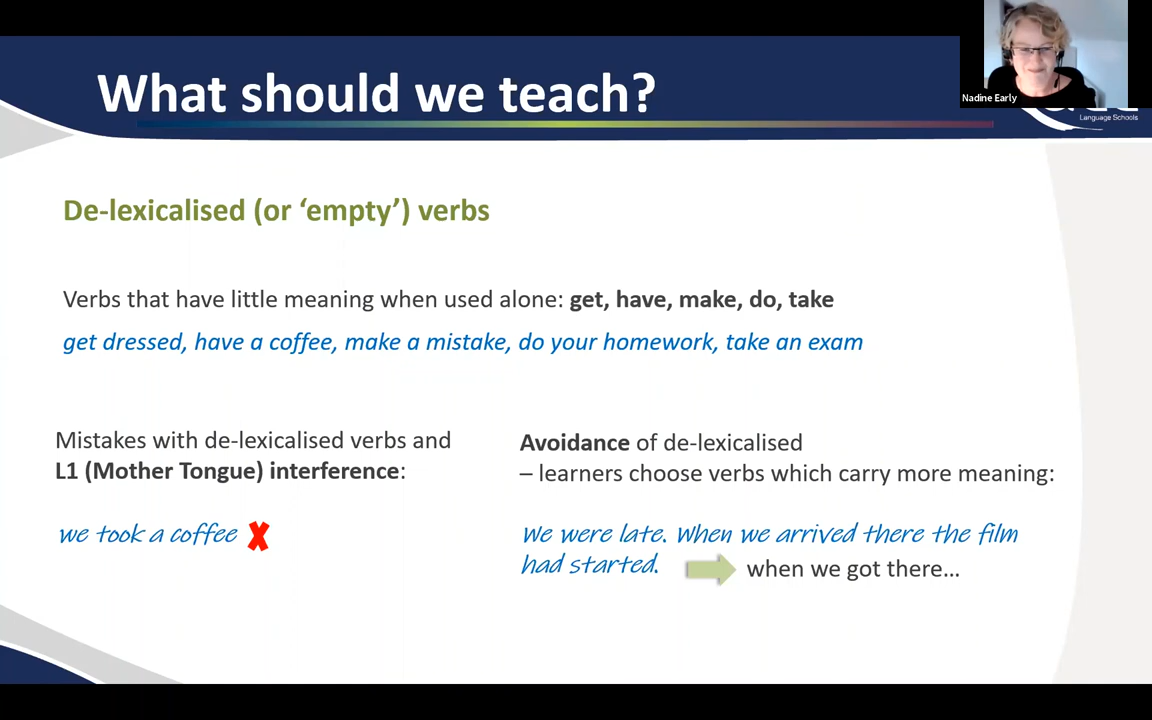 What should we teach?
Nadine Early
Language Schools
De-lexicalised (or ‘empty’) verbs
Verbs that have little meaning when used alone: get, have, make, do, take
get dressed, have a coffee, make a mistake, do your homework, take an exam
Mistakes with de-lexicalised verbs and
L1 (Mother Tongue) interference:
we took a coffee
Avoidance of de-lexicalised
– learners choose verbs which carry more meaning:
We were late. When we arrived there the film
had started.
when we got there…